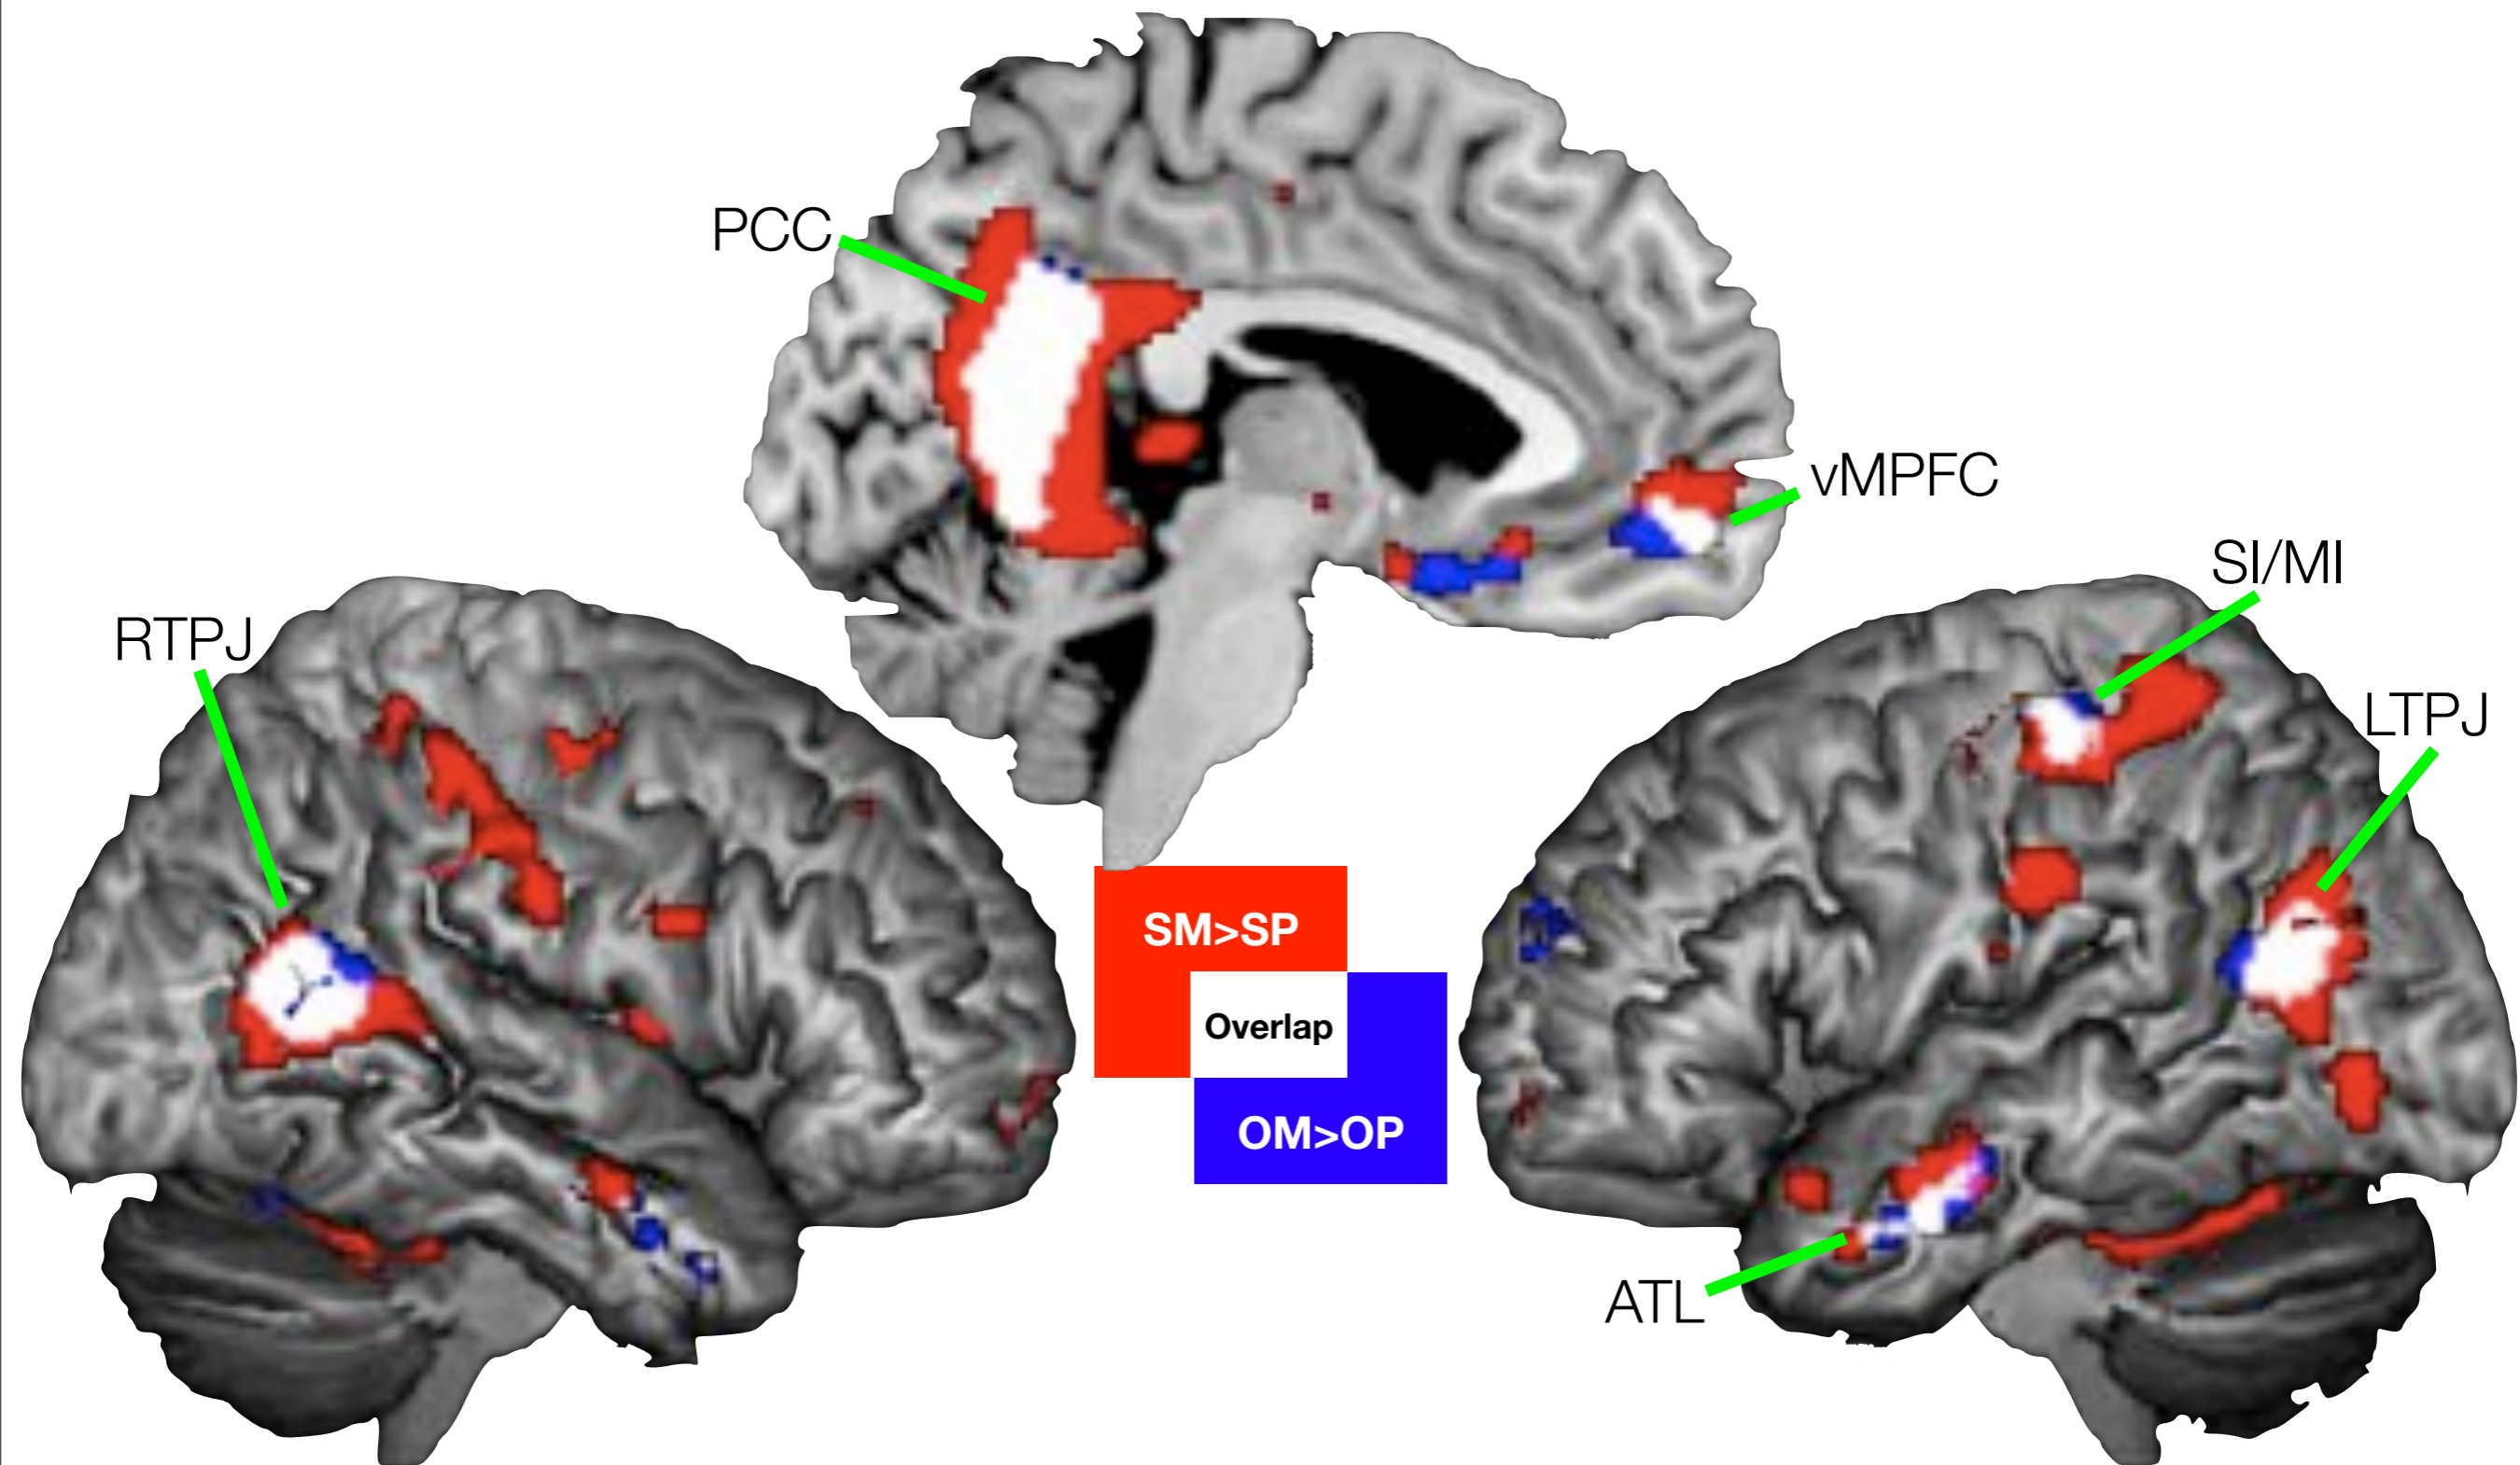 PCC
vMPFC
SI/MI
RTPJ
LTPJ
SM>SP
Overlap
OM>OP
ATL